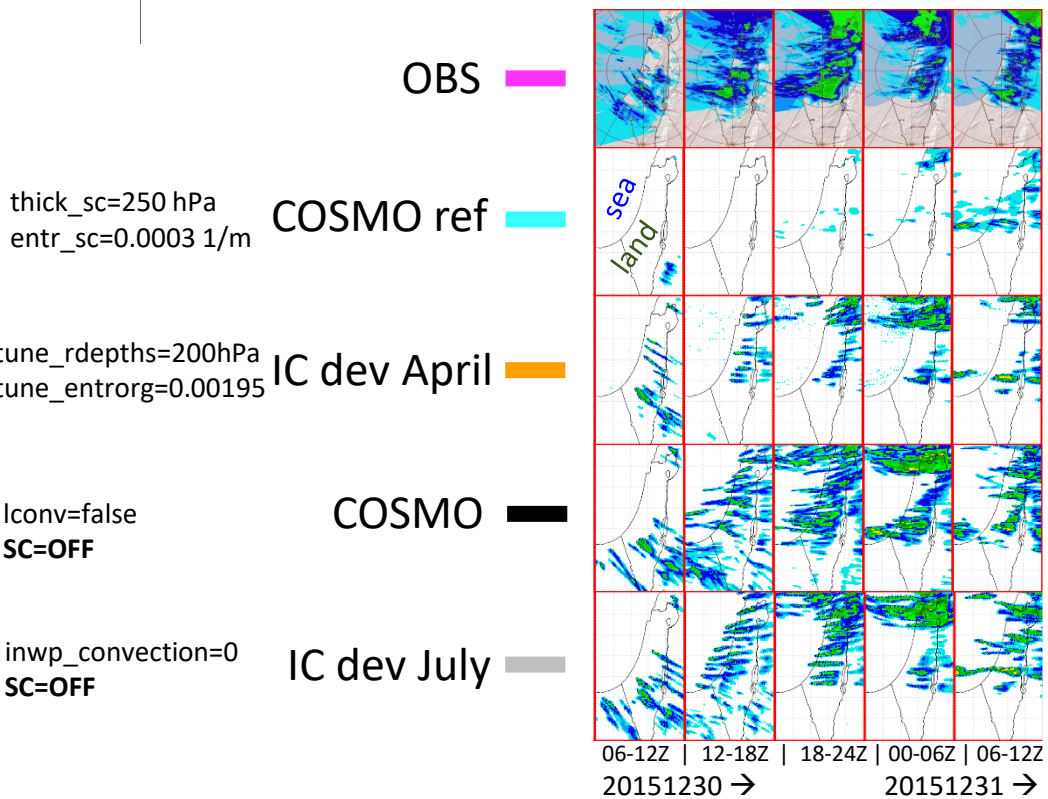 OBS
thick_sc=250 hPa
entr_sc=0.0003 1/m
COSMO ref
sea
land
tune_rdepths=200hPa
tune_entrorg=0.00195
IC dev April
lconv=false
SC=OFF
COSMO
inwp_convection=0
SC=OFF
IC dev July
06-12Z | 12-18Z | 18-24Z | 00-06Z | 06-12Z
20151230 → 20151231 →